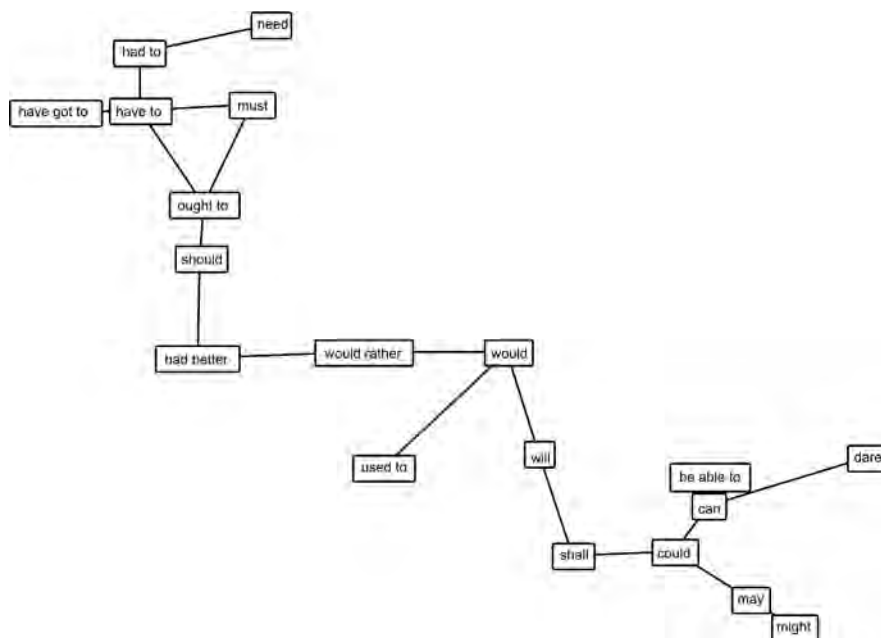 need
had to
have got to
have to
must
ought to
should
had better
would rather
would
used to
will
dare
be able to
can
shall
could
may
might